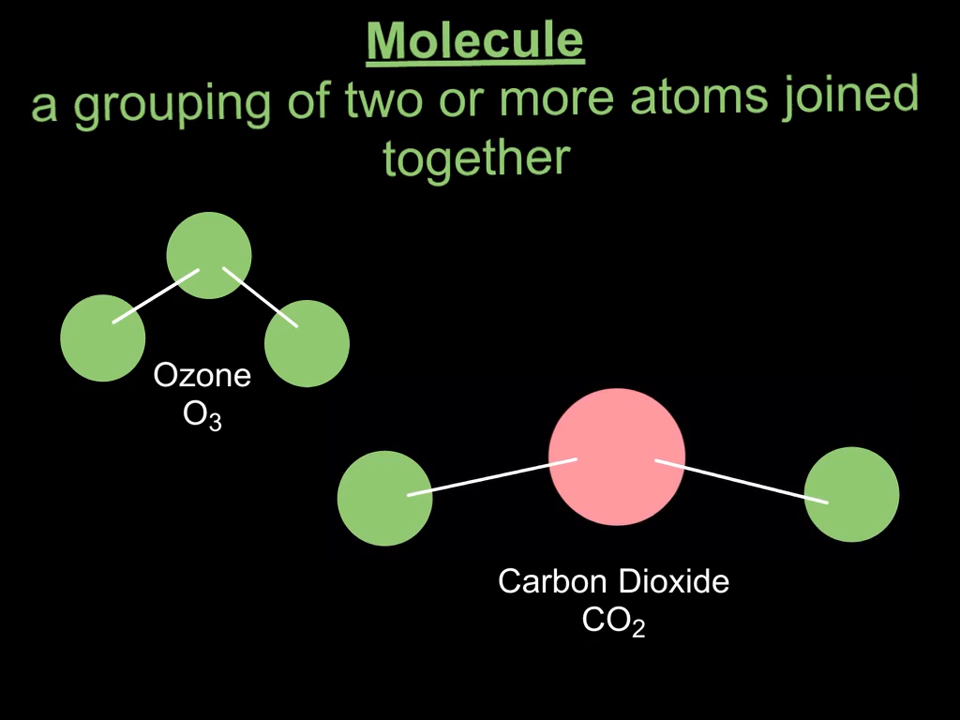 Molecule
a grouping of two or more atoms joined
together
Ozone
O₃
Carbon Dioxide
CO₂